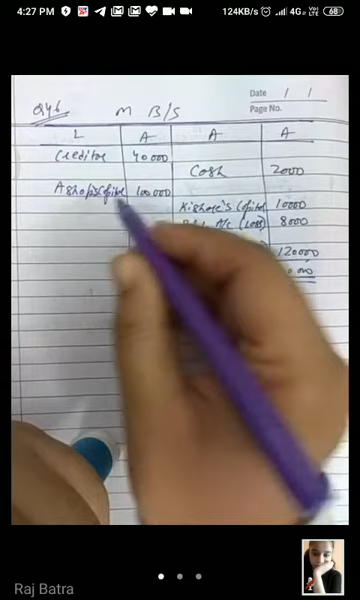 4:27 PM
124KB/s 4G 68
Date / /
Page No.
Q46 M B/S
L A A A
Creditor 40000
Cash 2000
Ashop's Capital 100000
Kishore's Capital 10000
A/c (Loss) 8000
120000
Raj Batra